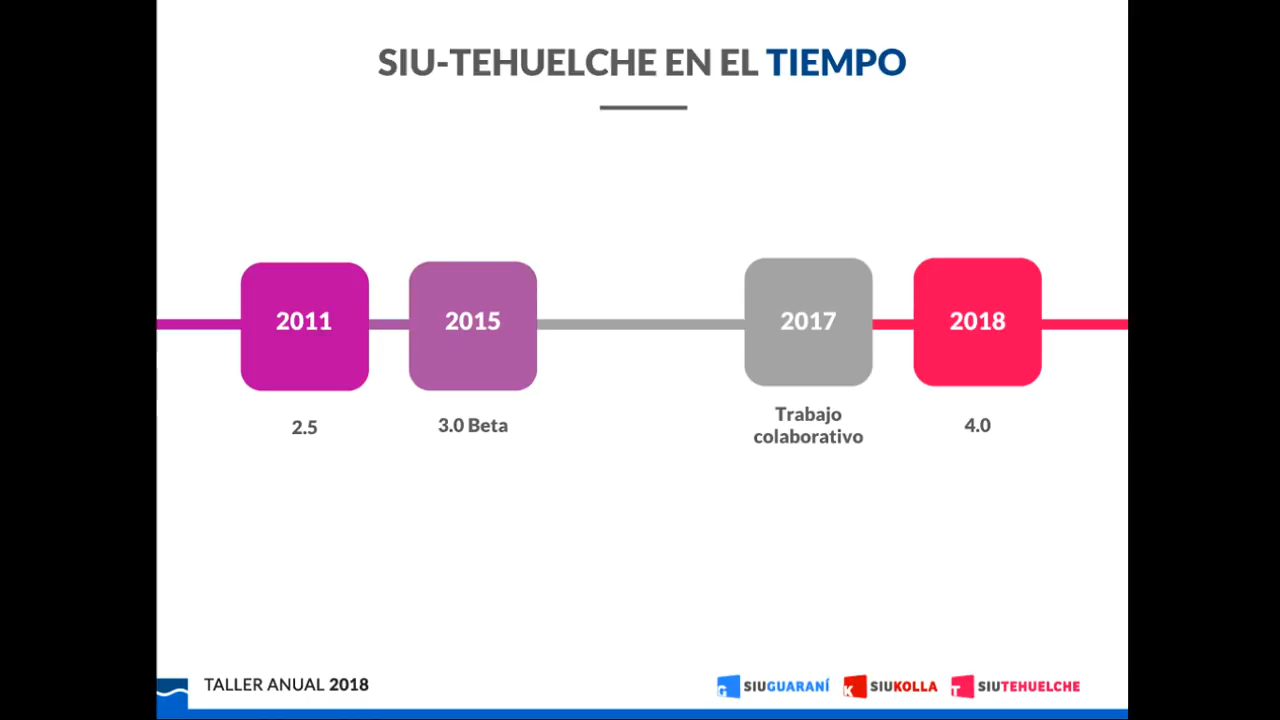 SIU-TEHUELCHE EN EL TIEMPO
2011
2015
2017
2018
2.5
3.0 Beta
Trabajo
colaborativo
4.0
TALLER ANUAL 2018
G SIUGUARANÍ
K SIUKOLLA
T SIUTEHUELCHE